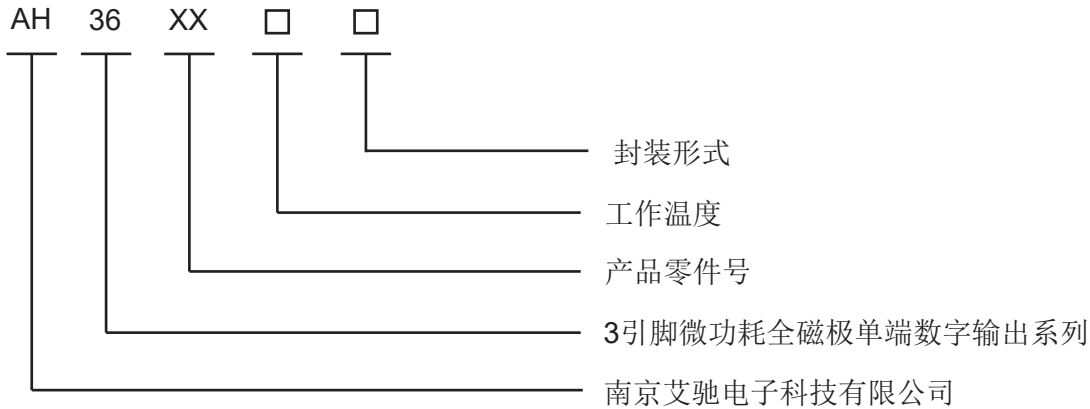 AH 36 XX □ □
封装形式
工作温度
产品零件号
3引脚微功耗全磁极单端数字输出系列
南京艾驰电子科技有限公司